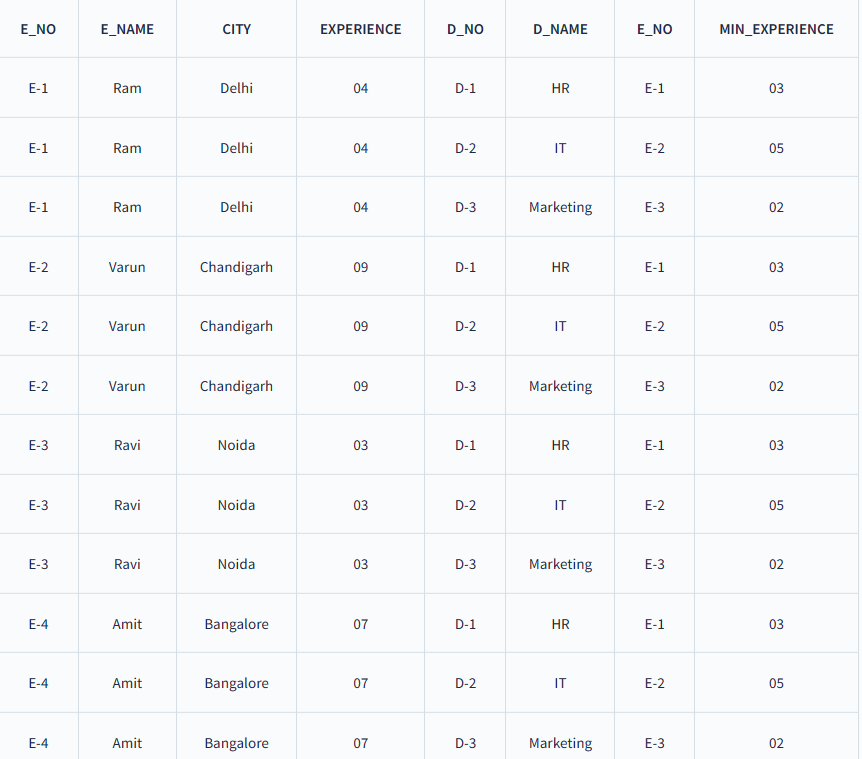 E_NO E_NAME CITY EXPERIENCE D_NO D_NAME E_NO MIN_EXPERIENCE
E-1 Ram Delhi 04 D-1 HR E-1 03
E-1 Ram Delhi 04 D-2 IT E-2 05
E-1 Ram Delhi 04 D-3 Marketing E-3 02
E-2 Varun Chandigarh 09 D-1 HR E-1 03
E-2 Varun Chandigarh 09 D-2 IT E-2 05
E-2 Varun Chandigarh 09 D-3 Marketing E-3 02
E-3 Ravi Noida 03 D-1 HR E-1 03
E-3 Ravi Noida 03 D-2 IT E-2 05
E-3 Ravi Noida 03 D-3 Marketing E-3 02
E-4 Amit Bangalore 07 D-1 HR E-1 03
E-4 Amit Bangalore 07 D-2 IT E-2 05
E-4 Amit Bangalore 07 D-3 Marketing E-3 02